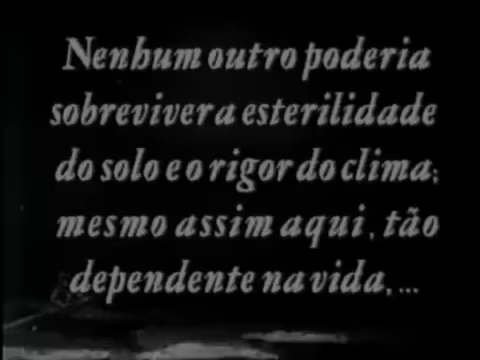 Nenhum outro poderia
sobreviver a esterilidade
do solo e o rigor do clima;
mesmo assim aqui, tão
dependente na vida, ...